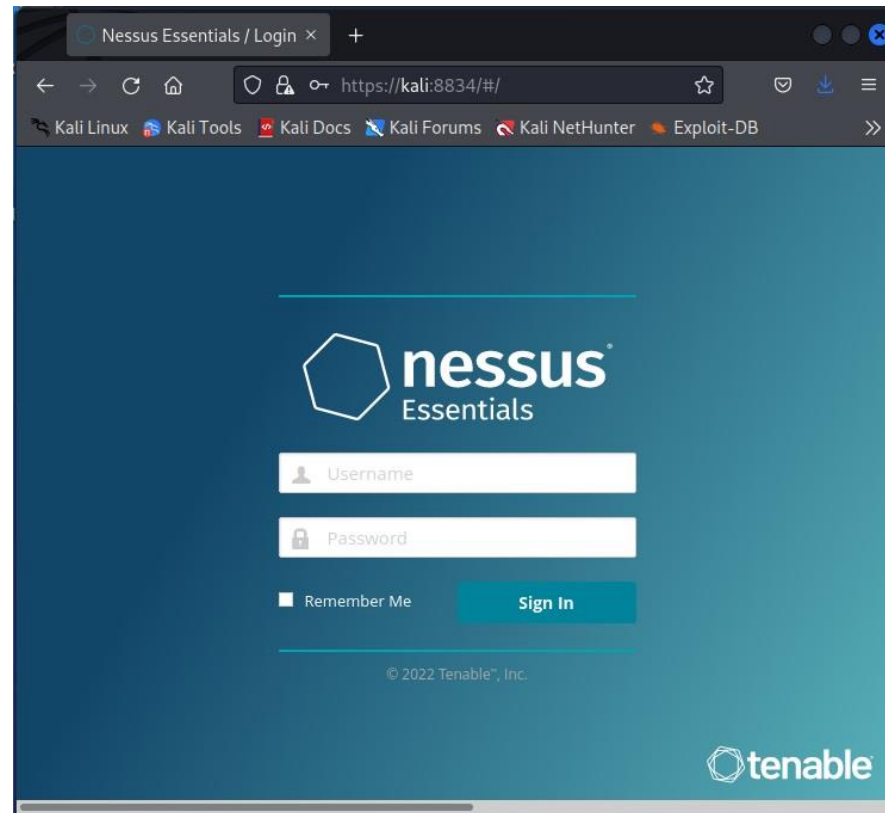 Nessus Essentials / Login × +
https://kali:8834/#/
Kali Linux Kali Tools Kali Docs Kali Forums Kali NetHunter Exploit-DB »
nessus®
Essentials
Username
Password
Remember Me Sign In
© 2022 Tenable™, Inc.
tenable